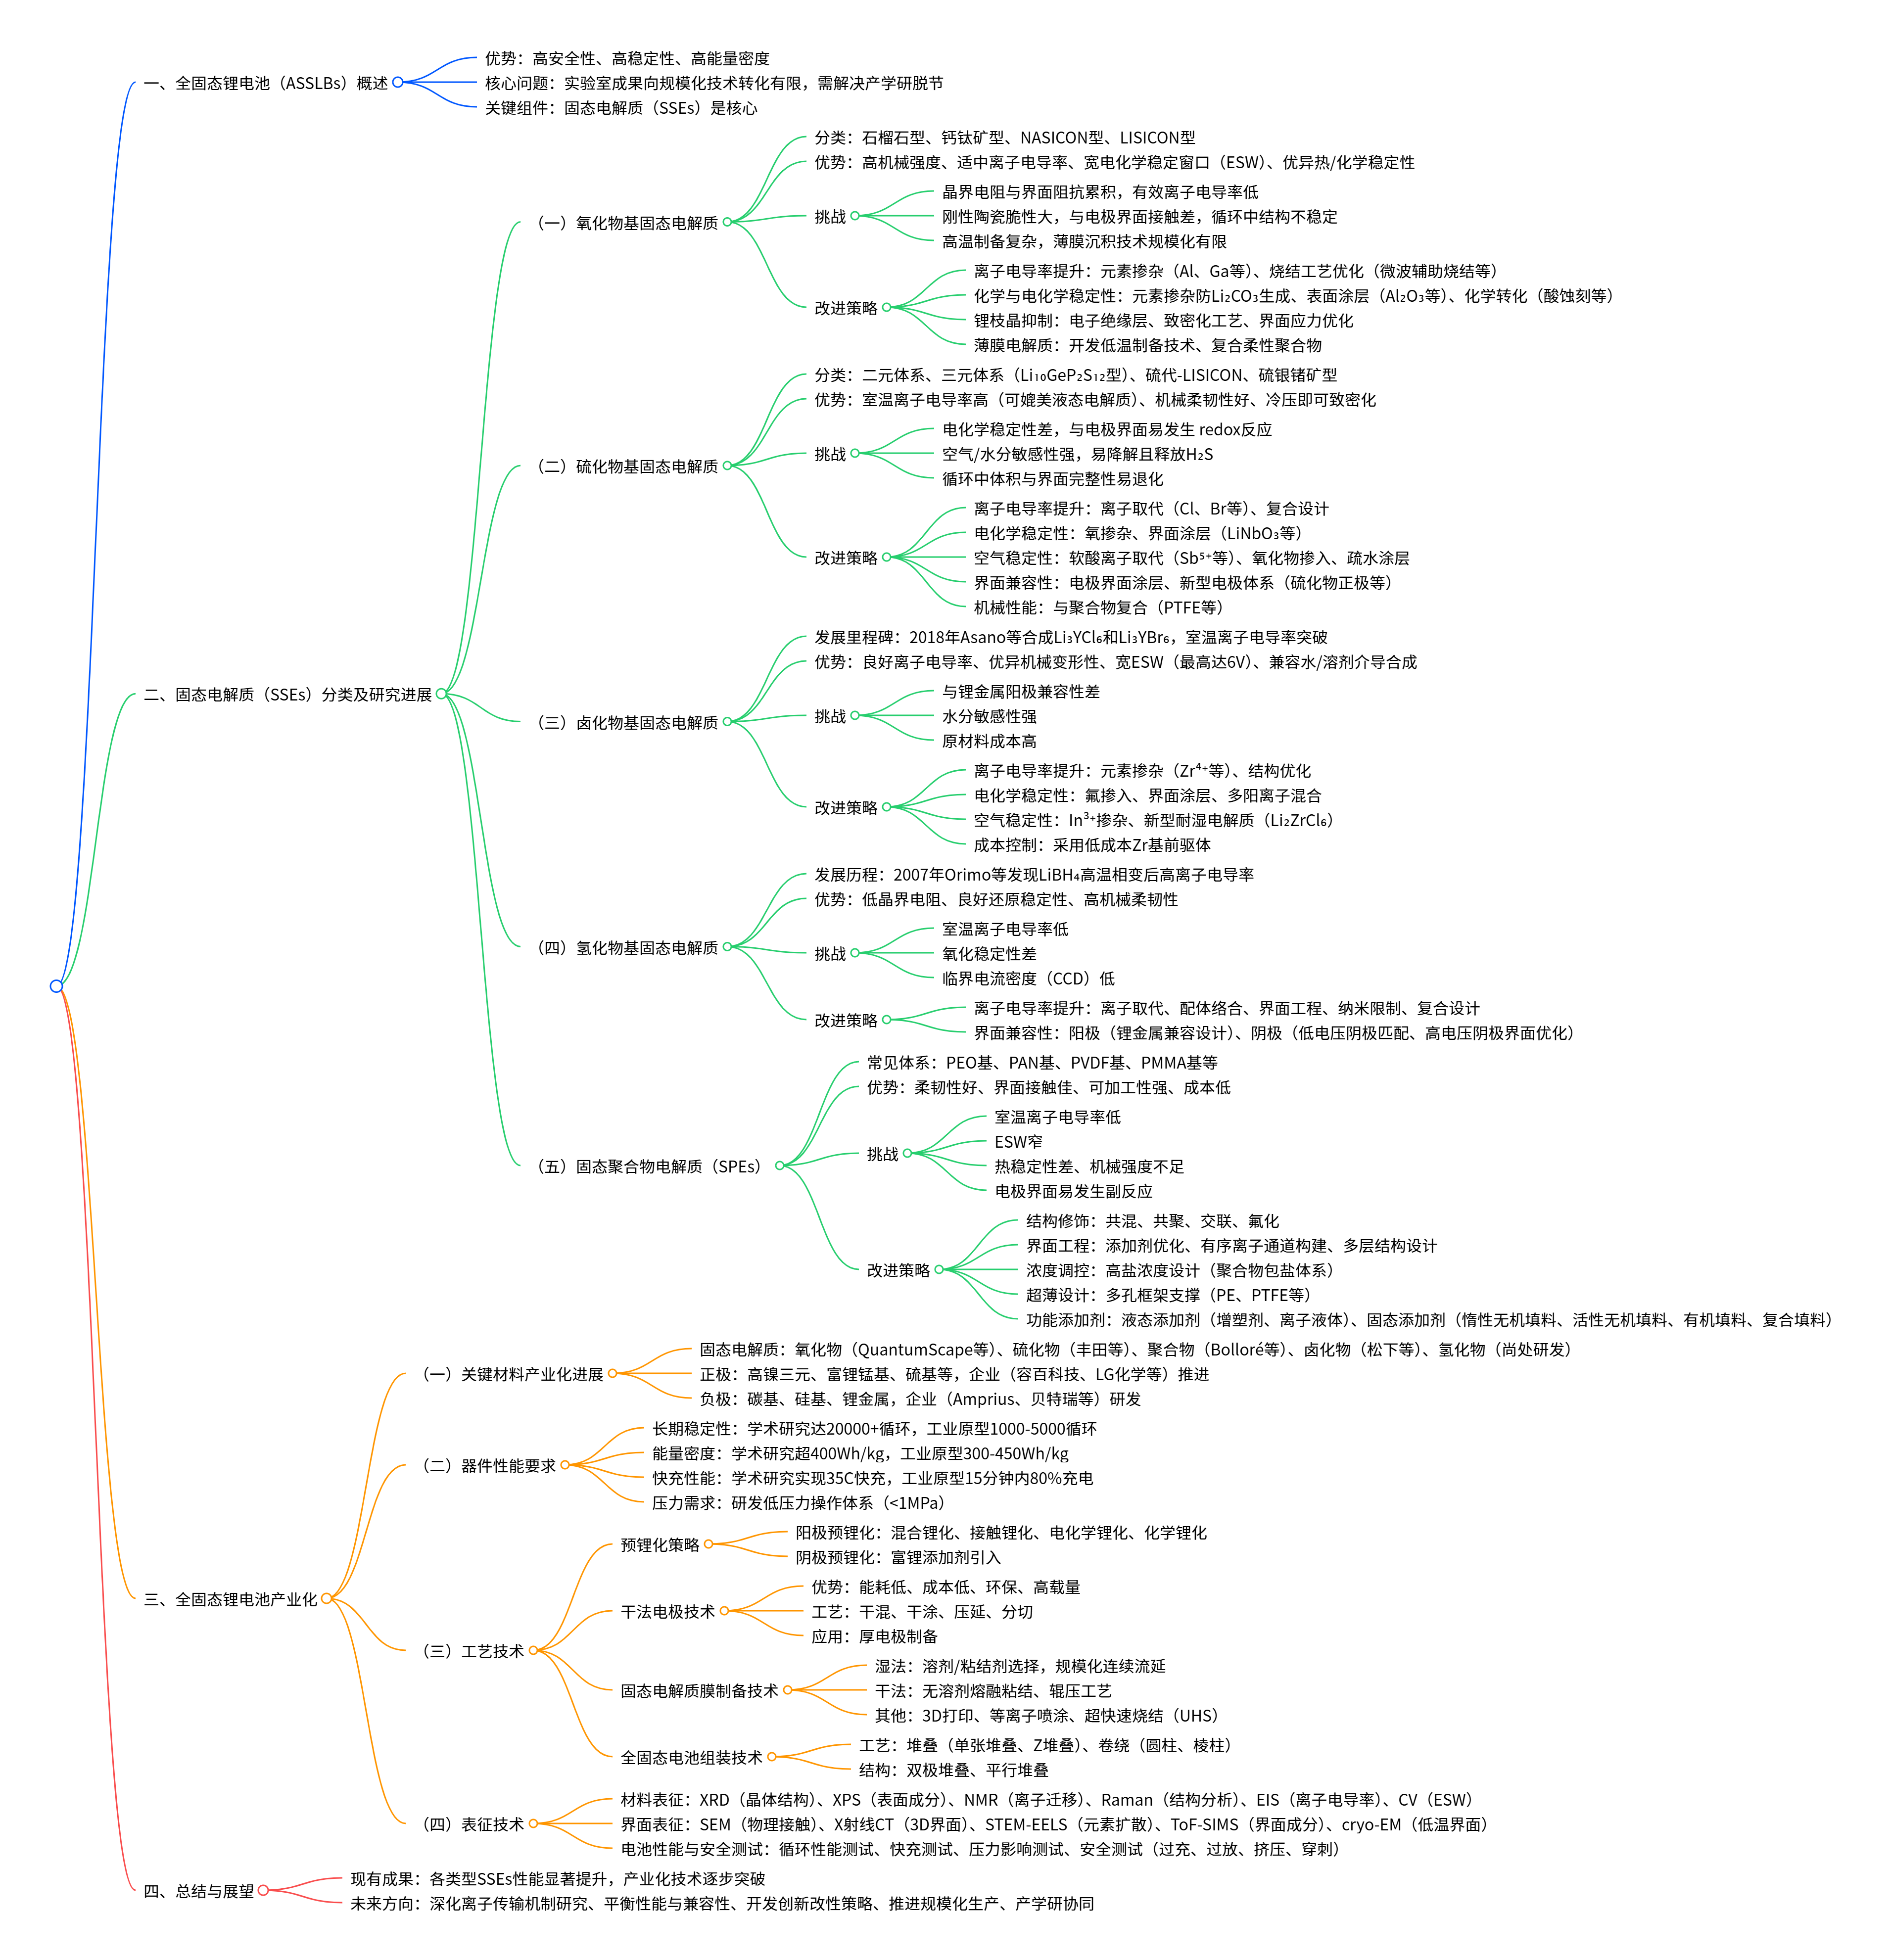 一、全固态锂电池（ASSLBs）概述
优势：高安全性、高稳定性、高能量密度
核心问题：实验室成果向规模化技术转化有限，需解决产学研脱节
关键组件：固态电解质（SSEs）是核心
二、固态电解质（SSEs）分类及研究进展
（一）氧化物基固态电解质
分类：石榴石型、钙钛矿型、NASICON型、LISICON型
优势：高机械强度、适中离子电导率、宽电化学稳定窗口（ESW）、优异热/化学稳定性
挑战
晶界电阻与界面阻抗累积，有效离子电导率低
刚性陶瓷脆性大，与电极界面接触差，循环中结构不稳定
高温制备复杂，薄膜沉积技术规模化有限
改进策略
离子电导率提升：元素掺杂（Al、Ga等）、烧结工艺优化（微波辅助烧结等）
化学与电化学稳定性：元素掺杂防Li₂CO₃生成、表面涂层（Al₂O₃等）、化学转化（酸蚀刻等）
锂枝晶抑制：电子绝缘层、致密化工艺、界面应力优化
薄膜电解质：开发低温制备技术、复合柔性聚合物
（二）硫化物基固态电解质
分类：二元体系、三元体系（Li₁₀GeP₂S₁₂型）、硫代-LISICON、硫银锗矿型
优势：室温离子电导率高（可媲美液态电解质）、机械柔韧性好、冷压即可致密化
挑战
电化学稳定性差，与电极界面易发生 redox反应
空气/水分敏感性强，易降解且释放H₂S
循环中体积与界面完整性易退化
改进策略
离子电导率提升：离子取代（Cl、Br等）、复合设计
电化学稳定性：氧掺杂、界面涂层（LiNbO₃等）
空气稳定性：软酸离子取代（Sb⁵⁺等）、氧化物掺入、疏水涂层
界面兼容性：电极界面涂层、新型电极体系（硫化物正极等）
机械性能：与聚合物复合（PTFE等）
（三）卤化物基固态电解质
发展里程碑：2018年Asano等合成Li₃YCl₆和Li₃YBr₆，室温离子电导率突破
优势：良好离子电导率、优异机械变形性、宽ESW（最高达6V）、兼容水/溶剂介导合成
挑战
与锂金属阳极兼容性差
水分敏感性强
原材料成本高
改进策略
离子电导率提升：元素掺杂（Zr⁴⁺等）、结构优化
电化学稳定性：氟掺入、界面涂层、多阳离子混合
空气稳定性：In³⁺掺杂、新型耐湿电解质（Li₂ZrCl₆）
成本控制：采用低成本Zr基前驱体
（四）氢化物基固态电解质
发展历程：2007年Orimo等发现LiBH₄高温相变后高离子电导率
优势：低晶界电阻、良好还原稳定性、高机械柔韧性
挑战
室温离子电导率低
氧化稳定性差
临界电流密度（CCD）低
改进策略
离子电导率提升：离子取代、配体络合、界面工程、纳米限制、复合设计
界面兼容性：阳极（锂金属兼容设计）、阴极（低电压阴极匹配、高电压阴极界面优化）
（五）固态聚合物电解质（SPEs）
常见体系：PEO基、PAN基、PVDF基、PMMA基等
优势：柔韧性好、界面接触佳、可加工性强、成本低
挑战
室温离子电导率低
ESW窄
热稳定性差、机械强度不足
电极界面易发生副反应
改进策略
结构修饰：共混、共聚、交联、氟化
界面工程：添加剂优化、有序离子通道构建、多层结构设计
浓度调控：高盐浓度设计（聚合物包盐体系）
超薄设计：多孔框架支撑（PE、PTFE等）
功能添加剂：液态添加剂（增塑剂、离子液体）、固态添加剂（惰性无机填料、活性无机填料、有机填料、复合填料）
三、全固态锂电池产业化
（一）关键材料产业化进展
固态电解质：氧化物（QuantumScape等）、硫化物（丰田等）、聚合物（Bolloré等）、卤化物（松下等）、氢化物（尚处研发）
正极：高镍三元、富锂锰基、硫基等，企业（容百科技、LG化学等）推进
负极：碳基、硅基、锂金属，企业（Amprius、贝特瑞等）研发
（二）器件性能要求
长期稳定性：学术研究达20000+循环，工业原型1000-5000循环
能量密度：学术研究超400Wh/kg，工业原型300-450Wh/kg
快充性能：学术研究实现35C快充，工业原型15分钟内80%充电
压力需求：研发低压力操作体系（<1MPa）
（三）工艺技术
预锂化策略
阳极预锂化：混合锂化、接触锂化、电化学锂化、化学锂化
阴极预锂化：富锂添加剂引入
干法电极技术
优势：能耗低、成本低、环保、高载量
工艺：干混、干涂、压延、分切
应用：厚电极制备
固态电解质膜制备技术
湿法：溶剂/粘结剂选择，规模化连续流延
干法：无溶剂熔融粘结、辊压工艺
其他：3D打印、等离子喷涂、超快速烧结（UHS）
全固态电池组装技术
工艺：堆叠（单张堆叠、Z堆叠）、卷绕（圆柱、棱柱）
结构：双极堆叠、平行堆叠
（四）表征技术
材料表征：XRD（晶体结构）、XPS（表面成分）、NMR（离子迁移）、Raman（结构分析）、EIS（离子电导率）、CV（ESW）
界面表征：SEM（物理接触）、X射线CT（3D界面）、STEM-EELS（元素扩散）、ToF-SIMS（界面成分）、cryo-EM（低温界面）
电池性能与安全测试：循环性能测试、快充测试、压力影响测试、安全测试（过充、过放、挤压、穿刺）
四、总结与展望
现有成果：各类型SSEs性能显著提升，产业化技术逐步突破
未来方向：深化离子传输机制研究、平衡性能与兼容性、开发创新改性策略、推进规模化生产、产学研协同